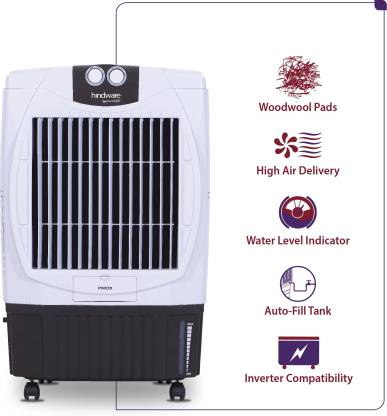 hindware
Woodwool Pads
High Air Delivery
Water Level Indicator
Auto-Fill Tank
Inverter Compatibility